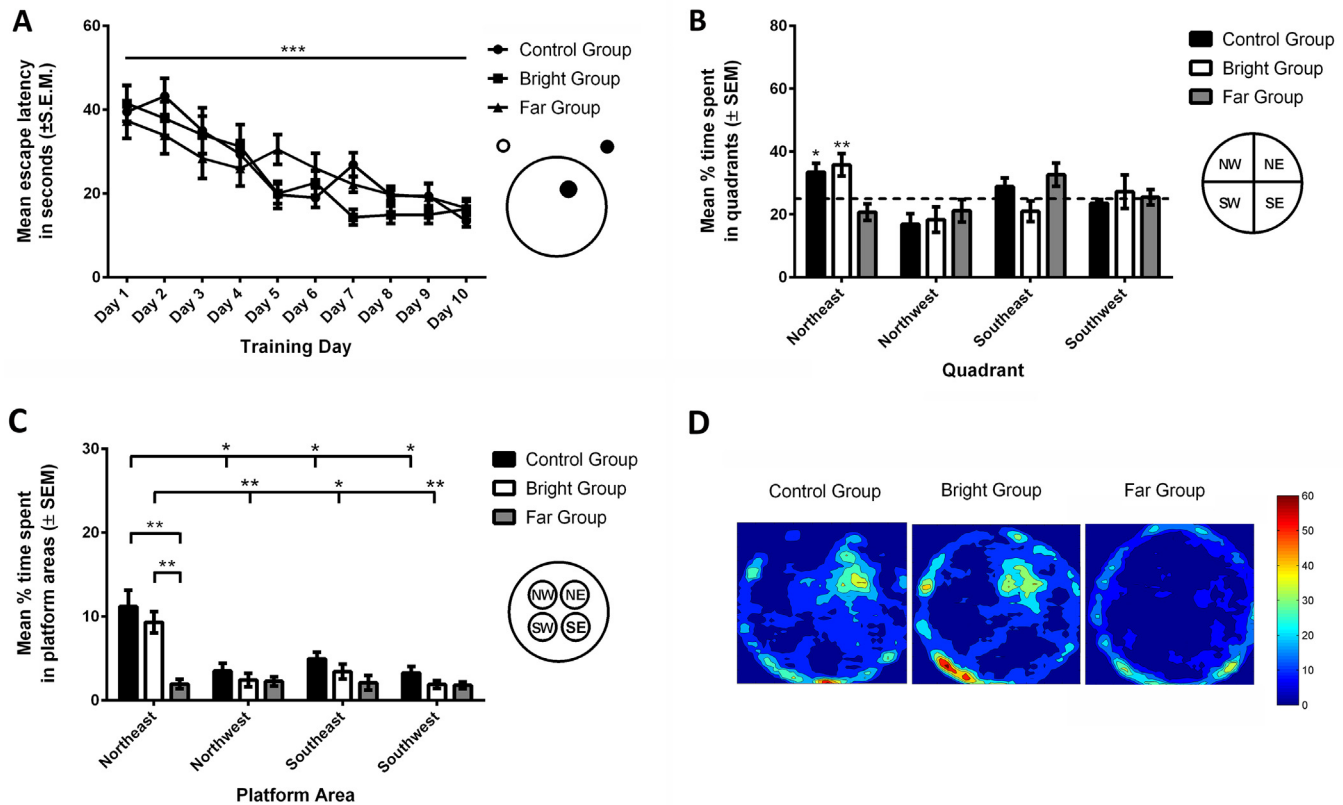 A
Mean escape latency
in seconds (±S.E.M.)
60
40
20
0
***
Control Group
Bright Group
Far Group
Day 1
Day 2
Day 3
Day 4
Day 5
Day 6
Day 7
Day 8
Day 9
Day 10
Training Day
B
Mean % time spent
in quadrants (± SEM)
80
60
40
20
0
* **
Control Group
Bright Group
Far Group
NW NE
SW SE
Northeast
Northwest
Southeast
Southwest
Quadrant
C
Mean % time spent
in platform areas (± SEM)
30
20
10
0
* * *
** * **
**
**
Control Group
Bright Group
Far Group
NW NE
SW SE
Northeast
Northwest
Southeast
Southwest
Platform Area
D
Control Group Bright Group Far Group
60
50
40
30
20
10
0